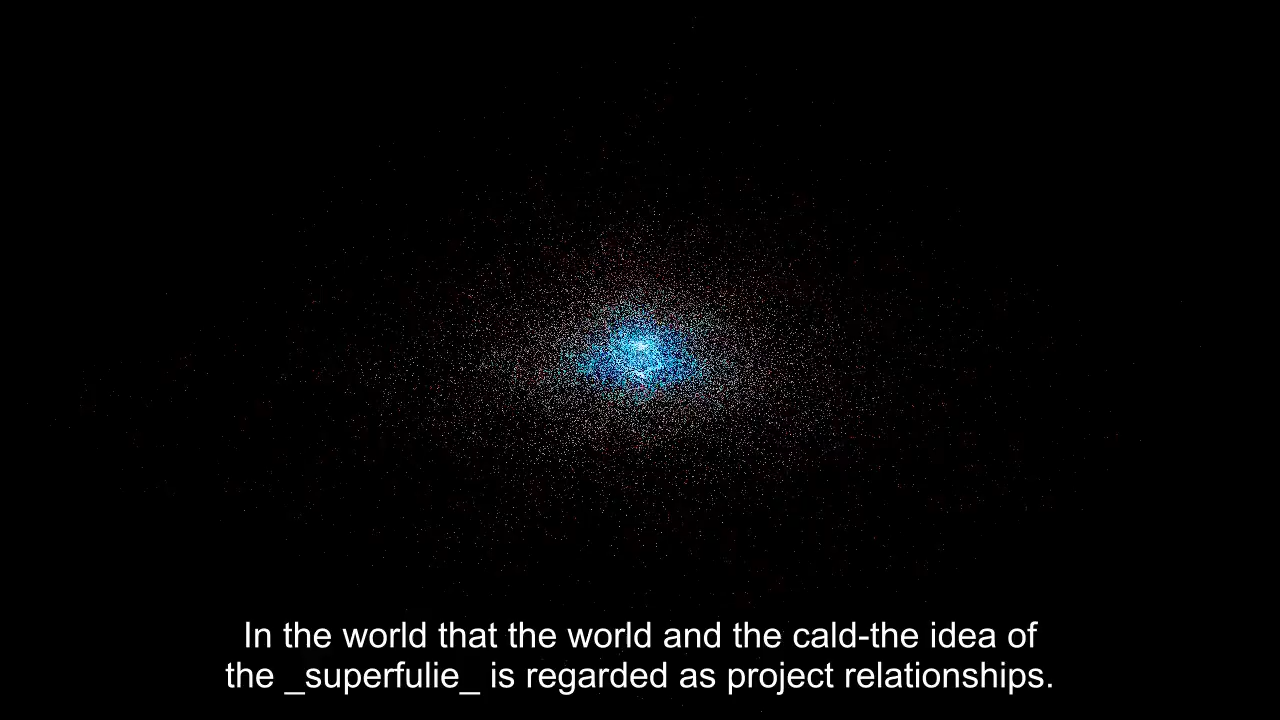 In the world that the world and the cald-the idea of
the _superfulie_ is regarded as project relationships.